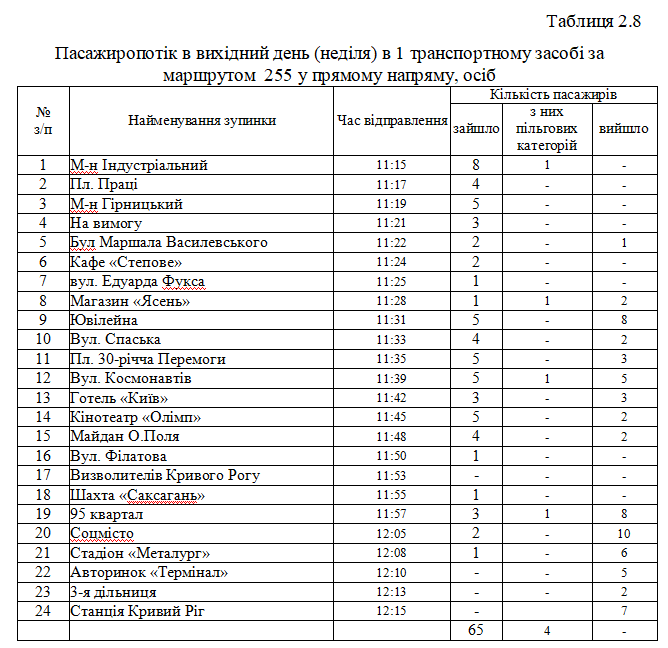 Таблиця 2.8
Пасажиропотік в вихідний день (неділя) в 1 транспортному засобі за
маршрутом 255 у прямому напряму, осіб
№ з/п Найменування зупинки Час відправлення Кількість пасажирів
зайшло з них пільгових категорій вийшло
1 М-н Індустріальний 11:15 8 1 -
2 Пл. Праці 11:17 4 - -
3 М-н Гірницький 11:19 5 - -
4 На вимогу 11:21 3 - -
5 Бул Маршала Василевського 11:22 2 - 1
6 Кафе «Степове» 11:24 2 - -
7 вул. Едуарда Фукса 11:25 1 - -
8 Магазин «Ясень» 11:28 1 1 2
9 Ювілейна 11:31 5 - 8
10 Вул. Спаська 11:33 4 - 2
11 Пл. 30-річча Перемоги 11:35 5 - 3
12 Вул. Космонавтів 11:39 5 1 5
13 Готель «Київ» 11:42 3 - 3
14 Кінотеатр «Олімп» 11:45 5 - 2
15 Майдан О.Поля 11:48 4 - 2
16 Вул. Філатова 11:50 1 - -
17 Визволителів Кривого Рогу 11:53 - - -
18 Шахта «Саксагань» 11:55 1 - -
19 95 квартал 11:57 3 1 8
20 Соцмісто 12:05 2 - 10
21 Стадіон «Металург» 12:08 1 - 6
22 Авторинок «Термінал» 12:10 - - 5
23 3-я дільниця 12:13 - - 2
24 Станція Кривий Ріг 12:15 - - 7
65 4 -